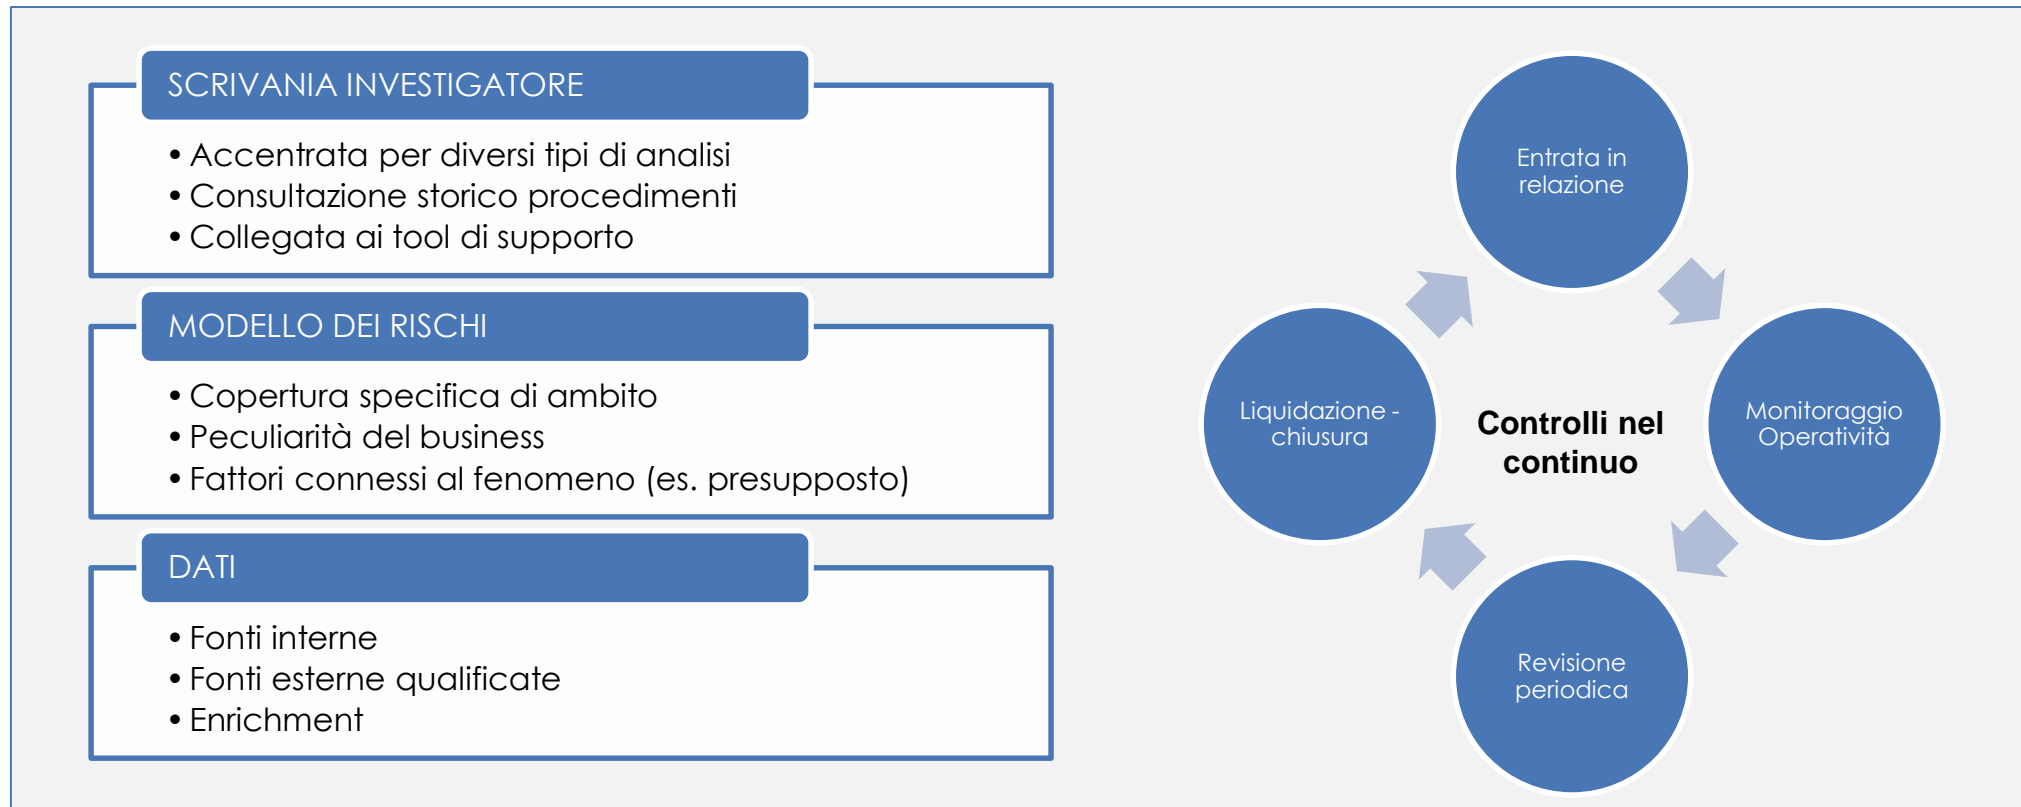 SCRIVANIA INVESTIGATORE
• Accentrata per diversi tipi di analisi
• Consultazione storico procedimenti
• Collegata ai tool di supporto
MODELLO DEI RISCHI
• Copertura specifica di ambito
• Peculiarità del business
• Fattori connessi al fenomeno (es. presupposto)
DATI
• Fonti interne
• Fonti esterne qualificate
• Enrichment
Entrata in
relazione
Monitoraggio
Operatività
Revisione
periodica
Liquidazione -
chiusura
Controlli nel
continuo